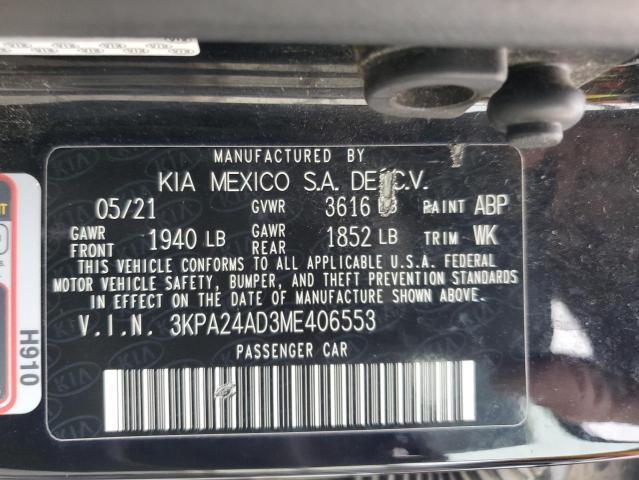 MANUFACTURED BY
KIA MEXICO S.A. DE C.V.
05/21 GVWR 3616 LB PAINT ABP
GAWR FRONT 1940 LB GAWR REAR 1852 LB TRIM WK
THIS VEHICLE CONFORMS TO ALL APPLICABLE U.S.A. FEDERAL
MOTOR VEHICLE SAFETY, BUMPER, AND THEFT PREVENTION STANDARDS
IN EFFECT ON THE DATE OF MANUFACTURE SHOWN ABOVE.
V.I.N. 3KPA24AD3ME406553
PASSENGER CAR
H910